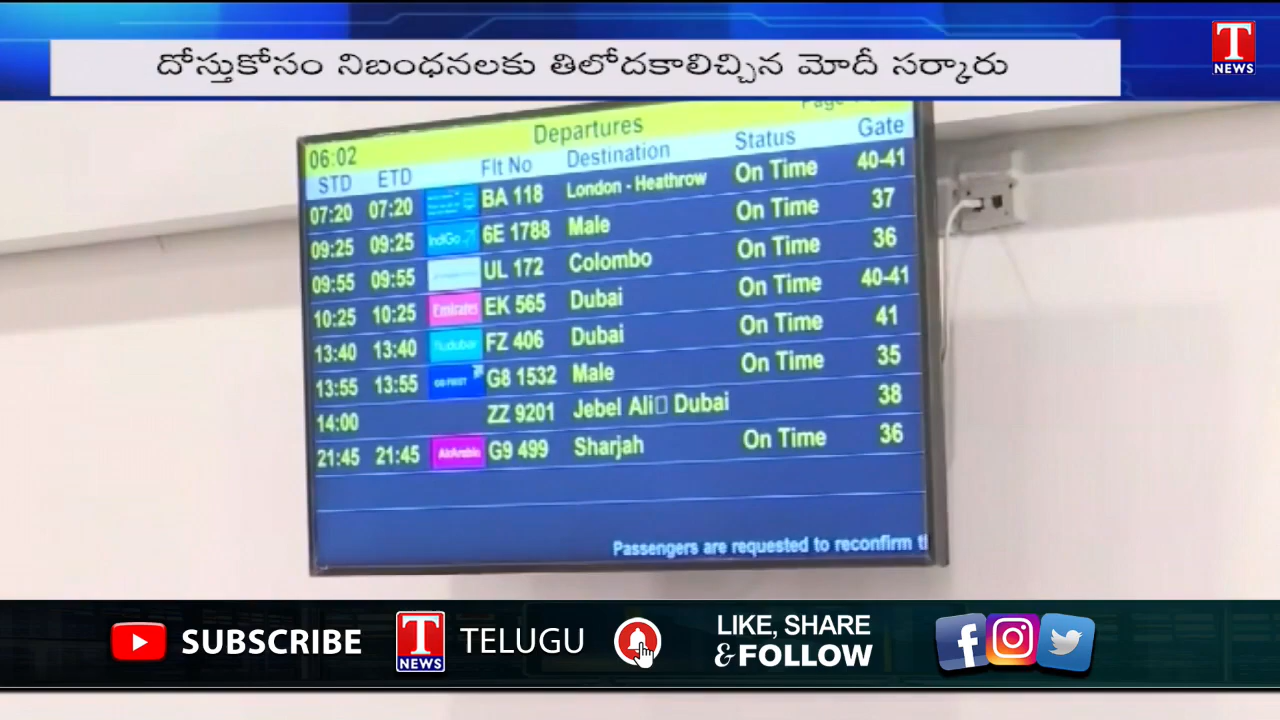 దోస్తుకోసం నిబంధనలకు తిలోదకాలిచ్చిన మోదీ సర్కారు
T NEWS
Page
06:02 Departures
STD ETD Flt No Destination Status Gate
07:20 07:20 BA 118 London - Heathrow On Time 40-41
09:25 09:25 IndiGo 6E 1788 Male On Time 37
09:55 09:55 UL 172 Colombo On Time 36
10:25 10:25 Emirates EK 565 Dubai On Time 40-41
13:40 13:40 flydubai FZ 406 Dubai On Time 41
13:55 13:55 GO FIRST G8 1532 Male On Time 35
14:00 ZZ 9201 Jebel Ali Dubai 38
21:45 21:45 AirArabia G9 499 Sharjah On Time 36
Passengers are requested to reconfirm
SUBSCRIBE T NEWS TELUGU LIKE, SHARE
& FOLLOW